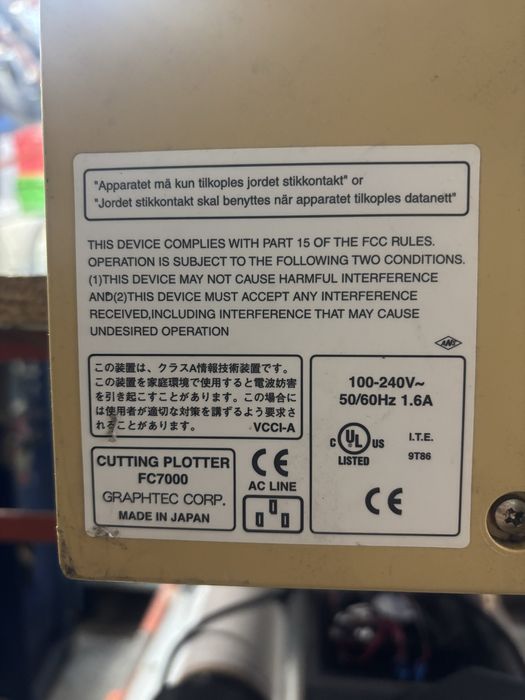 "Apparatet må kun tilkoples jordet stikkontakt" or
"Jordet stikkontakt skal benyttes når apparatet tilkoples datanett"
THIS DEVICE COMPLIES WITH PART 15 OF THE FCC RULES.
OPERATION IS SUBJECT TO THE FOLLOWING TWO CONDITIONS.
(1)THIS DEVICE MAY NOT CAUSE HARMFUL INTERFERENCE
AND(2)THIS DEVICE MUST ACCEPT ANY INTERFERENCE
RECEIVED,INCLUDING INTERFERENCE THAT MAY CAUSE
UNDESIRED OPERATION
ANS
この装置は、クラスA情報技術装置です。
この装置を家庭環境で使用すると電波妨害
を引き起こすことがあります。この場合に
は使用者が適切な対策を講ずるよう要求さ
れることがあります。 VCCI-A
CUTTING PLOTTER
FC7000
GRAPHTEC CORP.
MADE IN JAPAN
CE
AC LINE
100-240V~
50/60Hz 1.6A
C UL US
LISTED
I.T.E.
9T86
CE